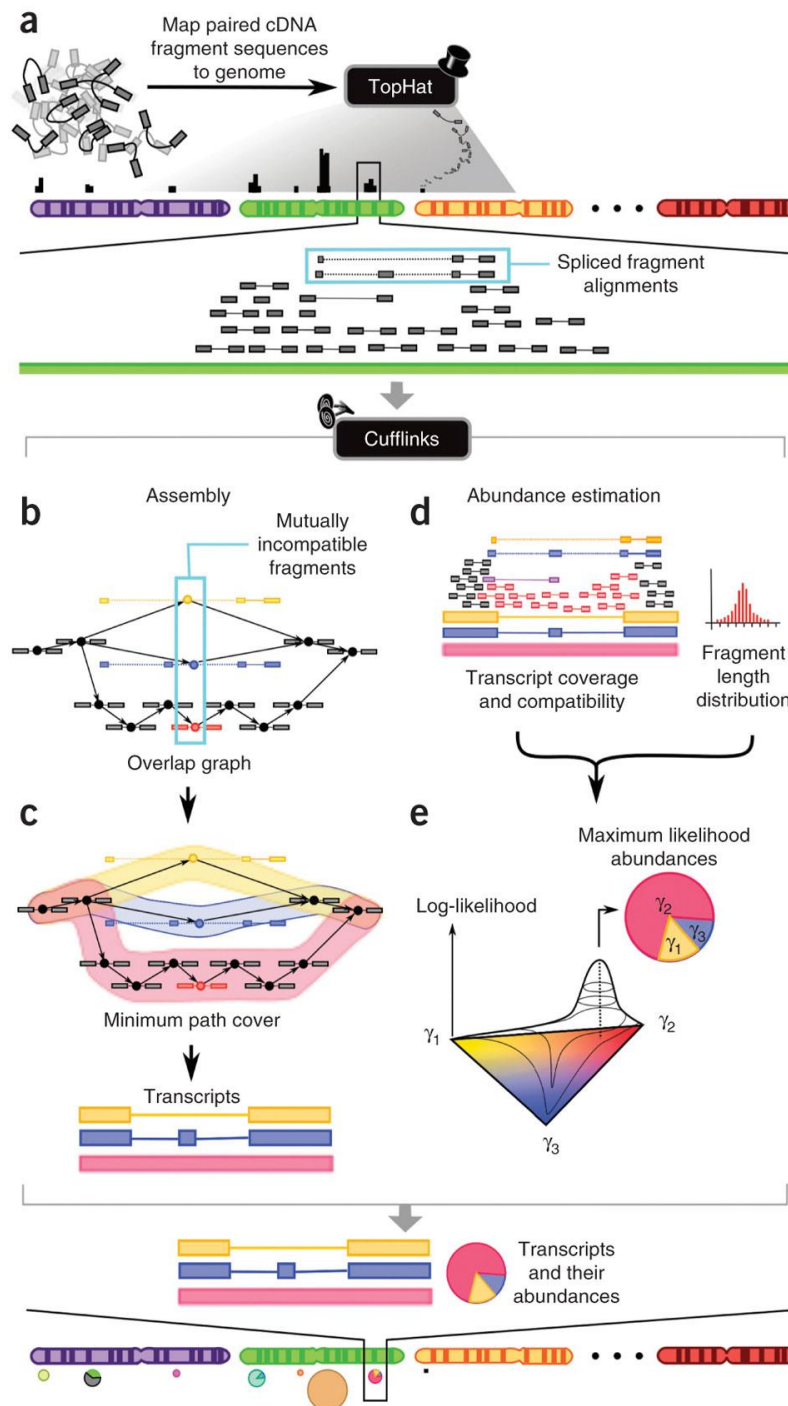 a
Map paired cDNA
fragment sequences
to genome
TopHat
Spliced fragment
alignments
Cufflinks
b
Assembly
Mutually
incompatible
fragments
Overlap graph
c
Minimum path cover
Transcripts
d
Abundance estimation
Transcript coverage
and compatibility
Fragment
length
distribution
e
Maximum likelihood
abundances
Log-likelihood
γ2
γ1
γ3
γ1
γ2
γ3
Transcripts
and their
abundances